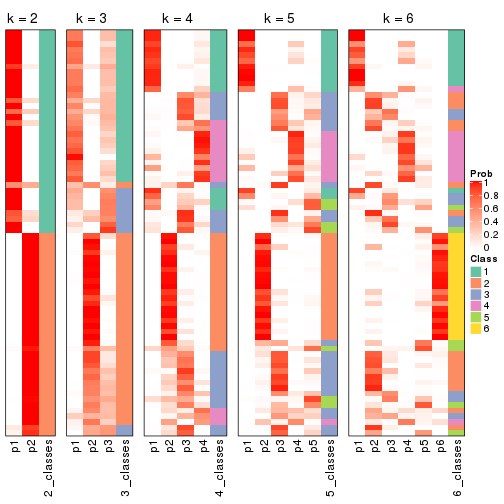 k = 2
k = 3
k = 4
k = 5
k = 6
Prob
1
0.8
0.6
0.4
0.2
0
Class
1
2
3
4
5
6
p1
p2
2_classes
p1
p2
p3
3_classes
p1
p2
p3
p4
4_classes
p1
p2
p3
p4
p5
5_classes
p1
p2
p3
p4
p5
p6
6_classes